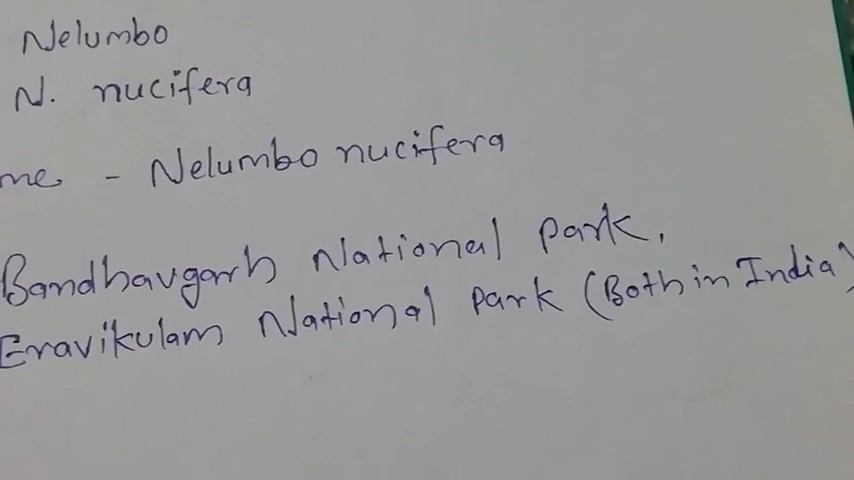 Nelumbo
N. nucifera
me - Nelumbo nucifera
Bandhavgarh National Park,
Eravikulam National Park (Both in India)